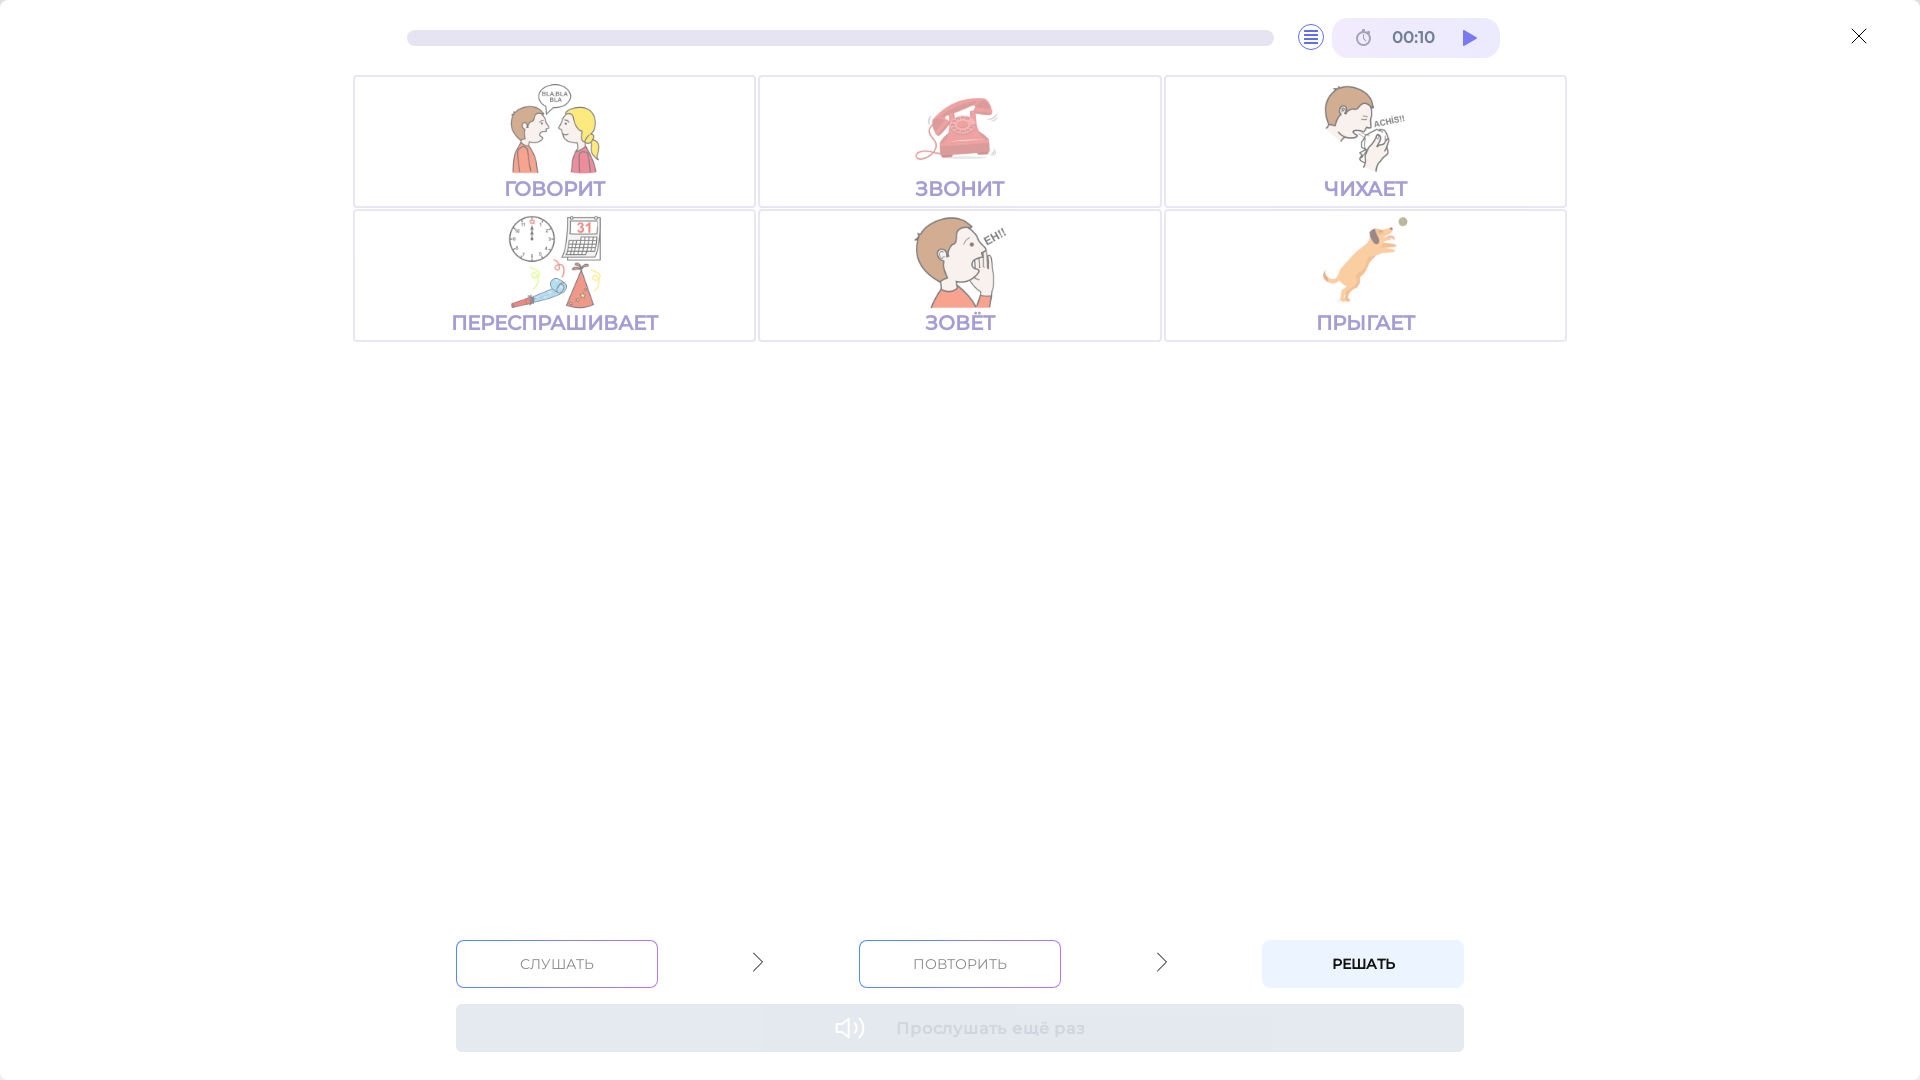 00:10
BLA,BLA
BLA
ГОВОРИТ
ЗВОНИТ
ACHÍS!!
ЧИХАЕТ
31
ПЕРЕСПРАШИВАЕТ
EH!!
ЗОВЁТ
ПРЫГАЕТ
СЛУШАТЬ
ПОВТОРИТЬ
РЕШАТЬ
Прослушать ещё раз